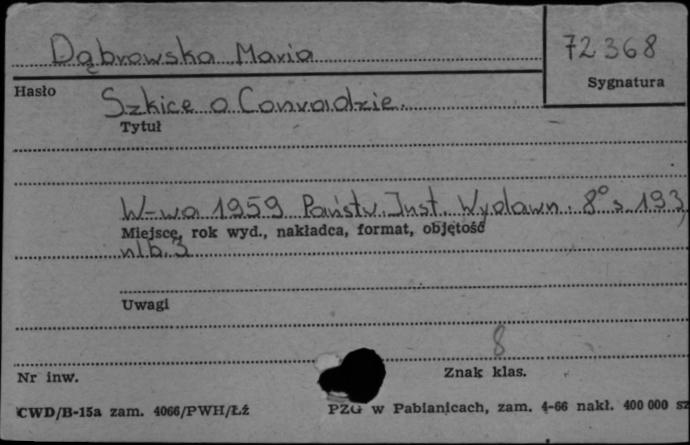 Dąbrowska Maria
72368
Sygnatura
Hasło
Szkice o Conradzie.
Tytuł
W-wa 1959 Państw. Inst. Wydawn. 8° s. 193,
Miejsce, rok wyd., nakładca, format, objętość
nlb. 3
Uwagi
8
Nr inw.
Znak klas.
CWD/B-15a zam. 4066/PWH/Łź
PZG w Pabianicach, zam. 4-66 nakł. 400 000 sz